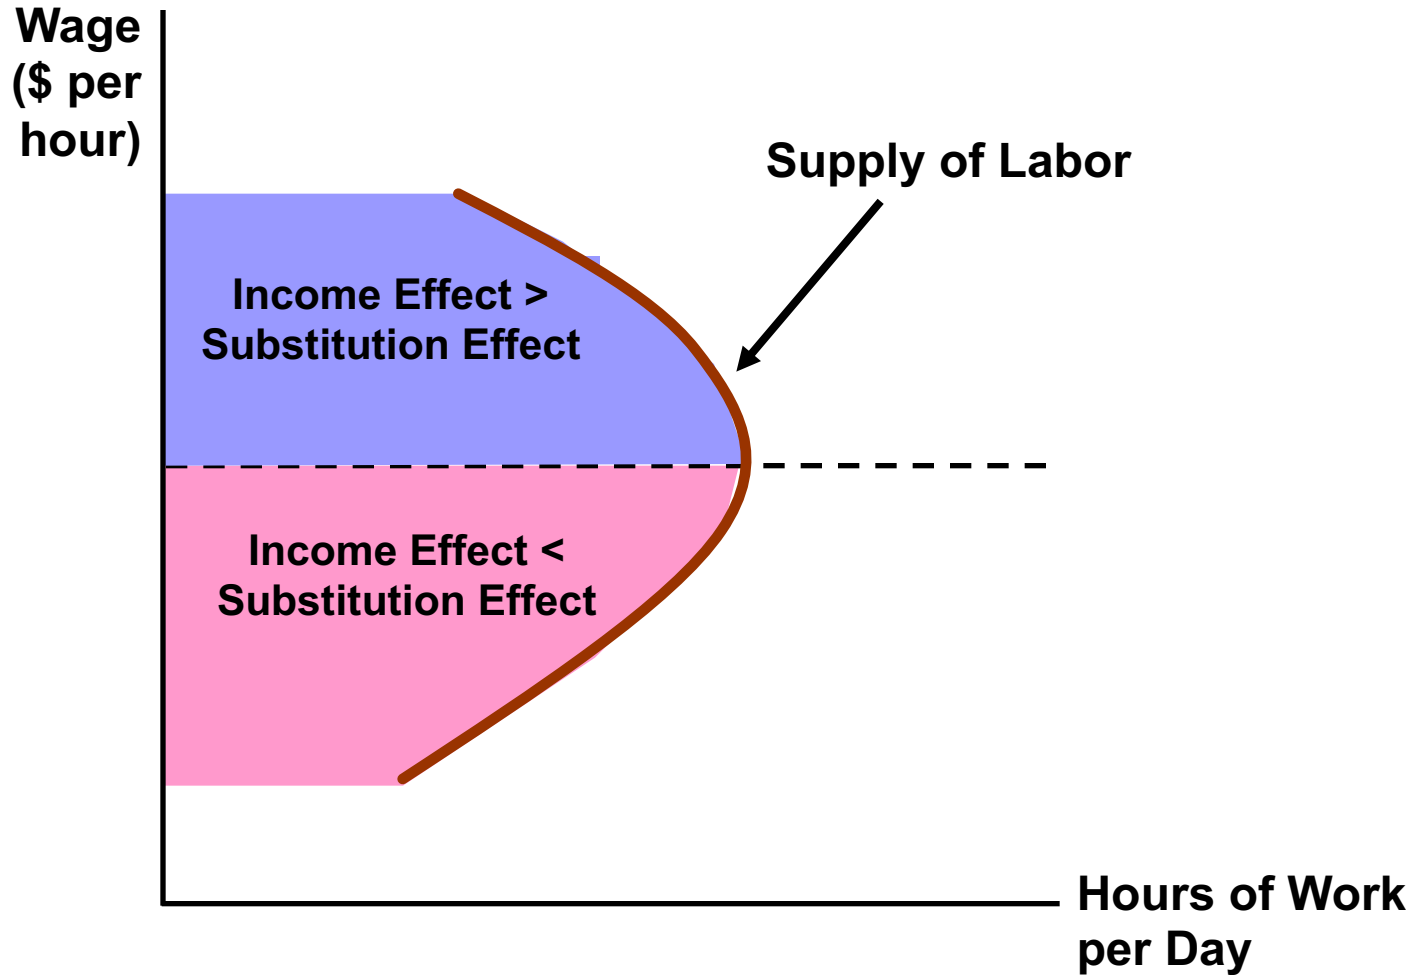 Wage
($ per
hour)
Supply of Labor
Income Effect >
Substitution Effect
Income Effect <
Substitution Effect
Hours of Work
per Day